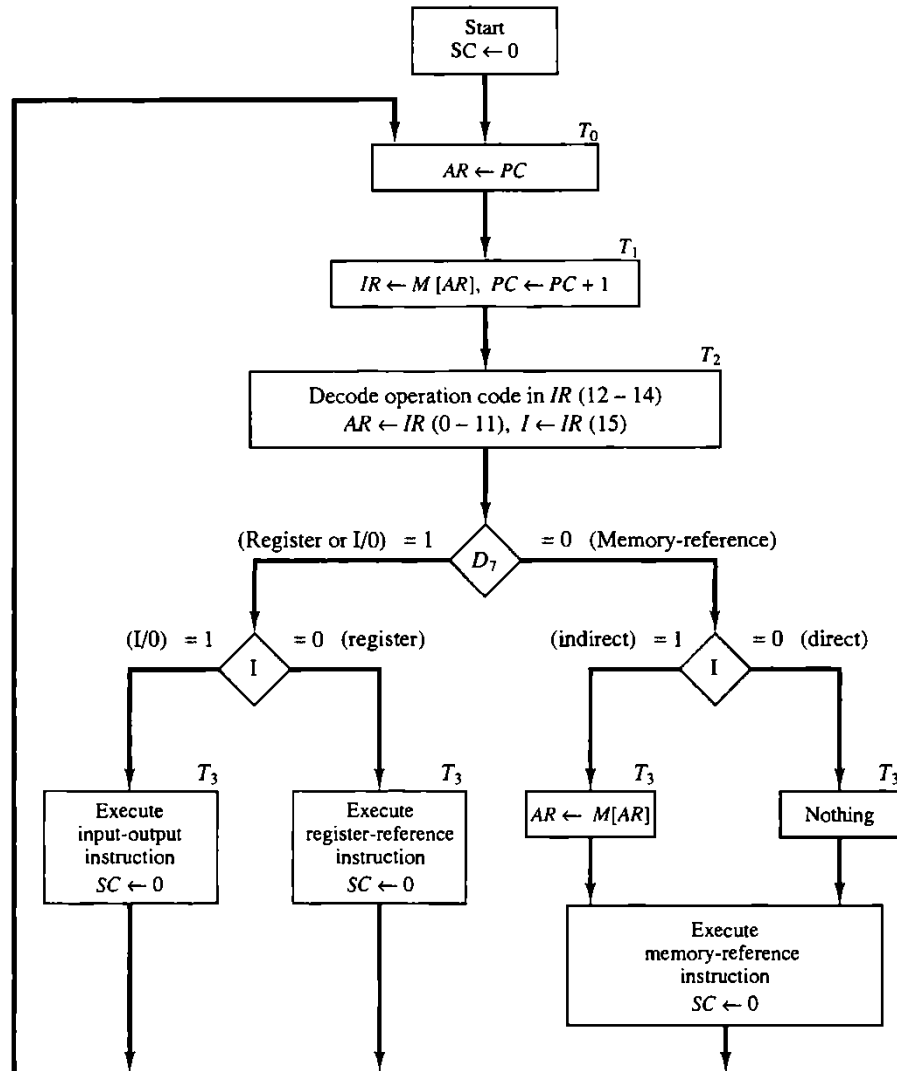 Start
SC ← 0
T₀
AR ← PC
T₁
IR ← M [AR], PC ← PC + 1
T₂
Decode operation code in IR (12 – 14)
AR ← IR (0 – 11), I ← IR (15)
(Register or I/0) = 1
D₇
= 0 (Memory-reference)
(I/0) = 1
I
= 0 (register)
(indirect) = 1
I
= 0 (direct)
T₃
Execute
input-output
instruction
SC ← 0
T₃
Execute
register-reference
instruction
SC ← 0
T₃
AR ← M[AR]
T₃
Nothing
Execute
memory-reference
instruction
SC ← 0